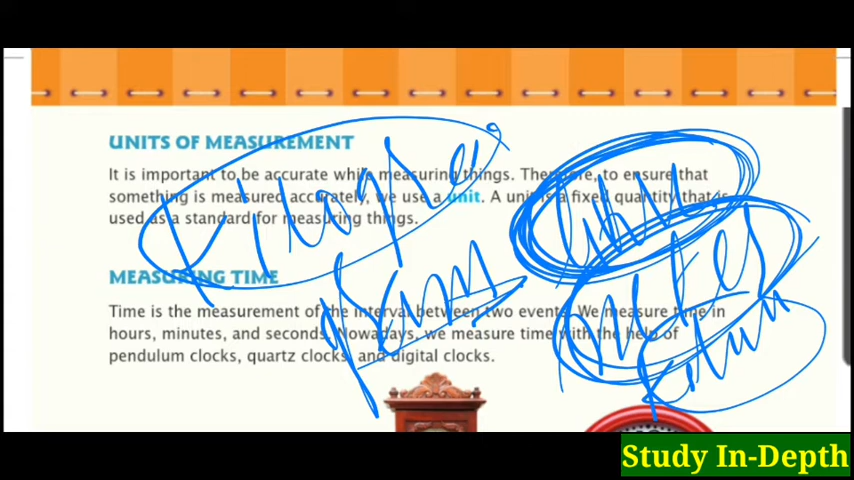 UNITS OF MEASUREMENT
It is important to be accurate while measuring things. Therefore, to ensure that
something is measured accurately, we use a unit. A unit is a fixed quantity that is
used as a standard for measuring things.
MEASURING TIME
Time is the measurement of the interval between two events. We measure time in
hours, minutes, and seconds. Nowadays, we measure time with the help of
pendulum clocks, quartz clocks, and digital clocks.
Study In-Depth